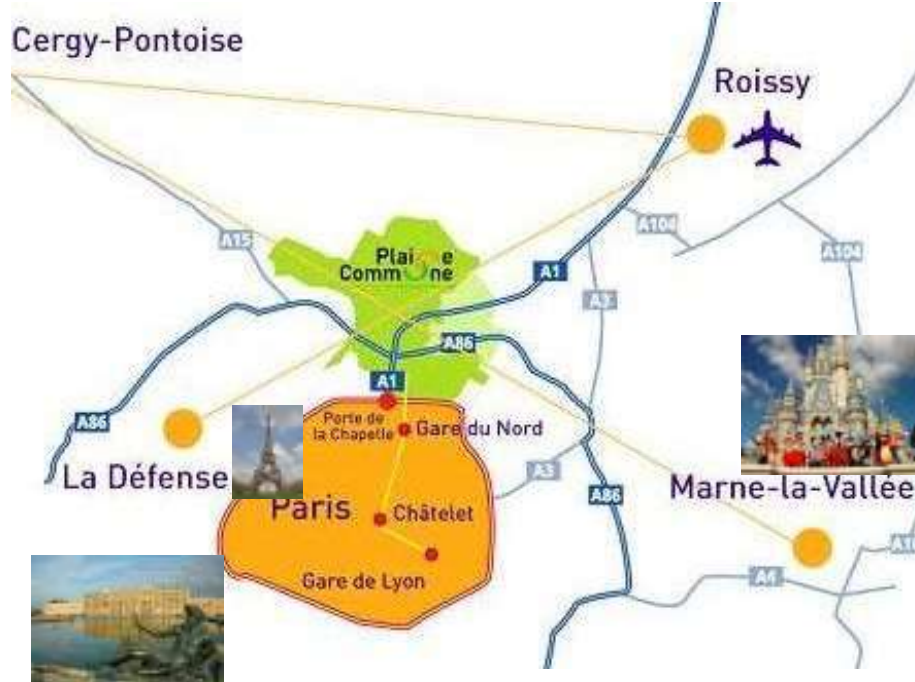 Cergy-Pontoise
Roissy
A15
A104
A104
Plaine
Commune
A1
A3
A86
A1
A86
Porte de
la Chapelle
Gare du Nord
La Défense
A3
A86
Marne-la-Vallée
Paris
Châtelet
Gare de Lyon